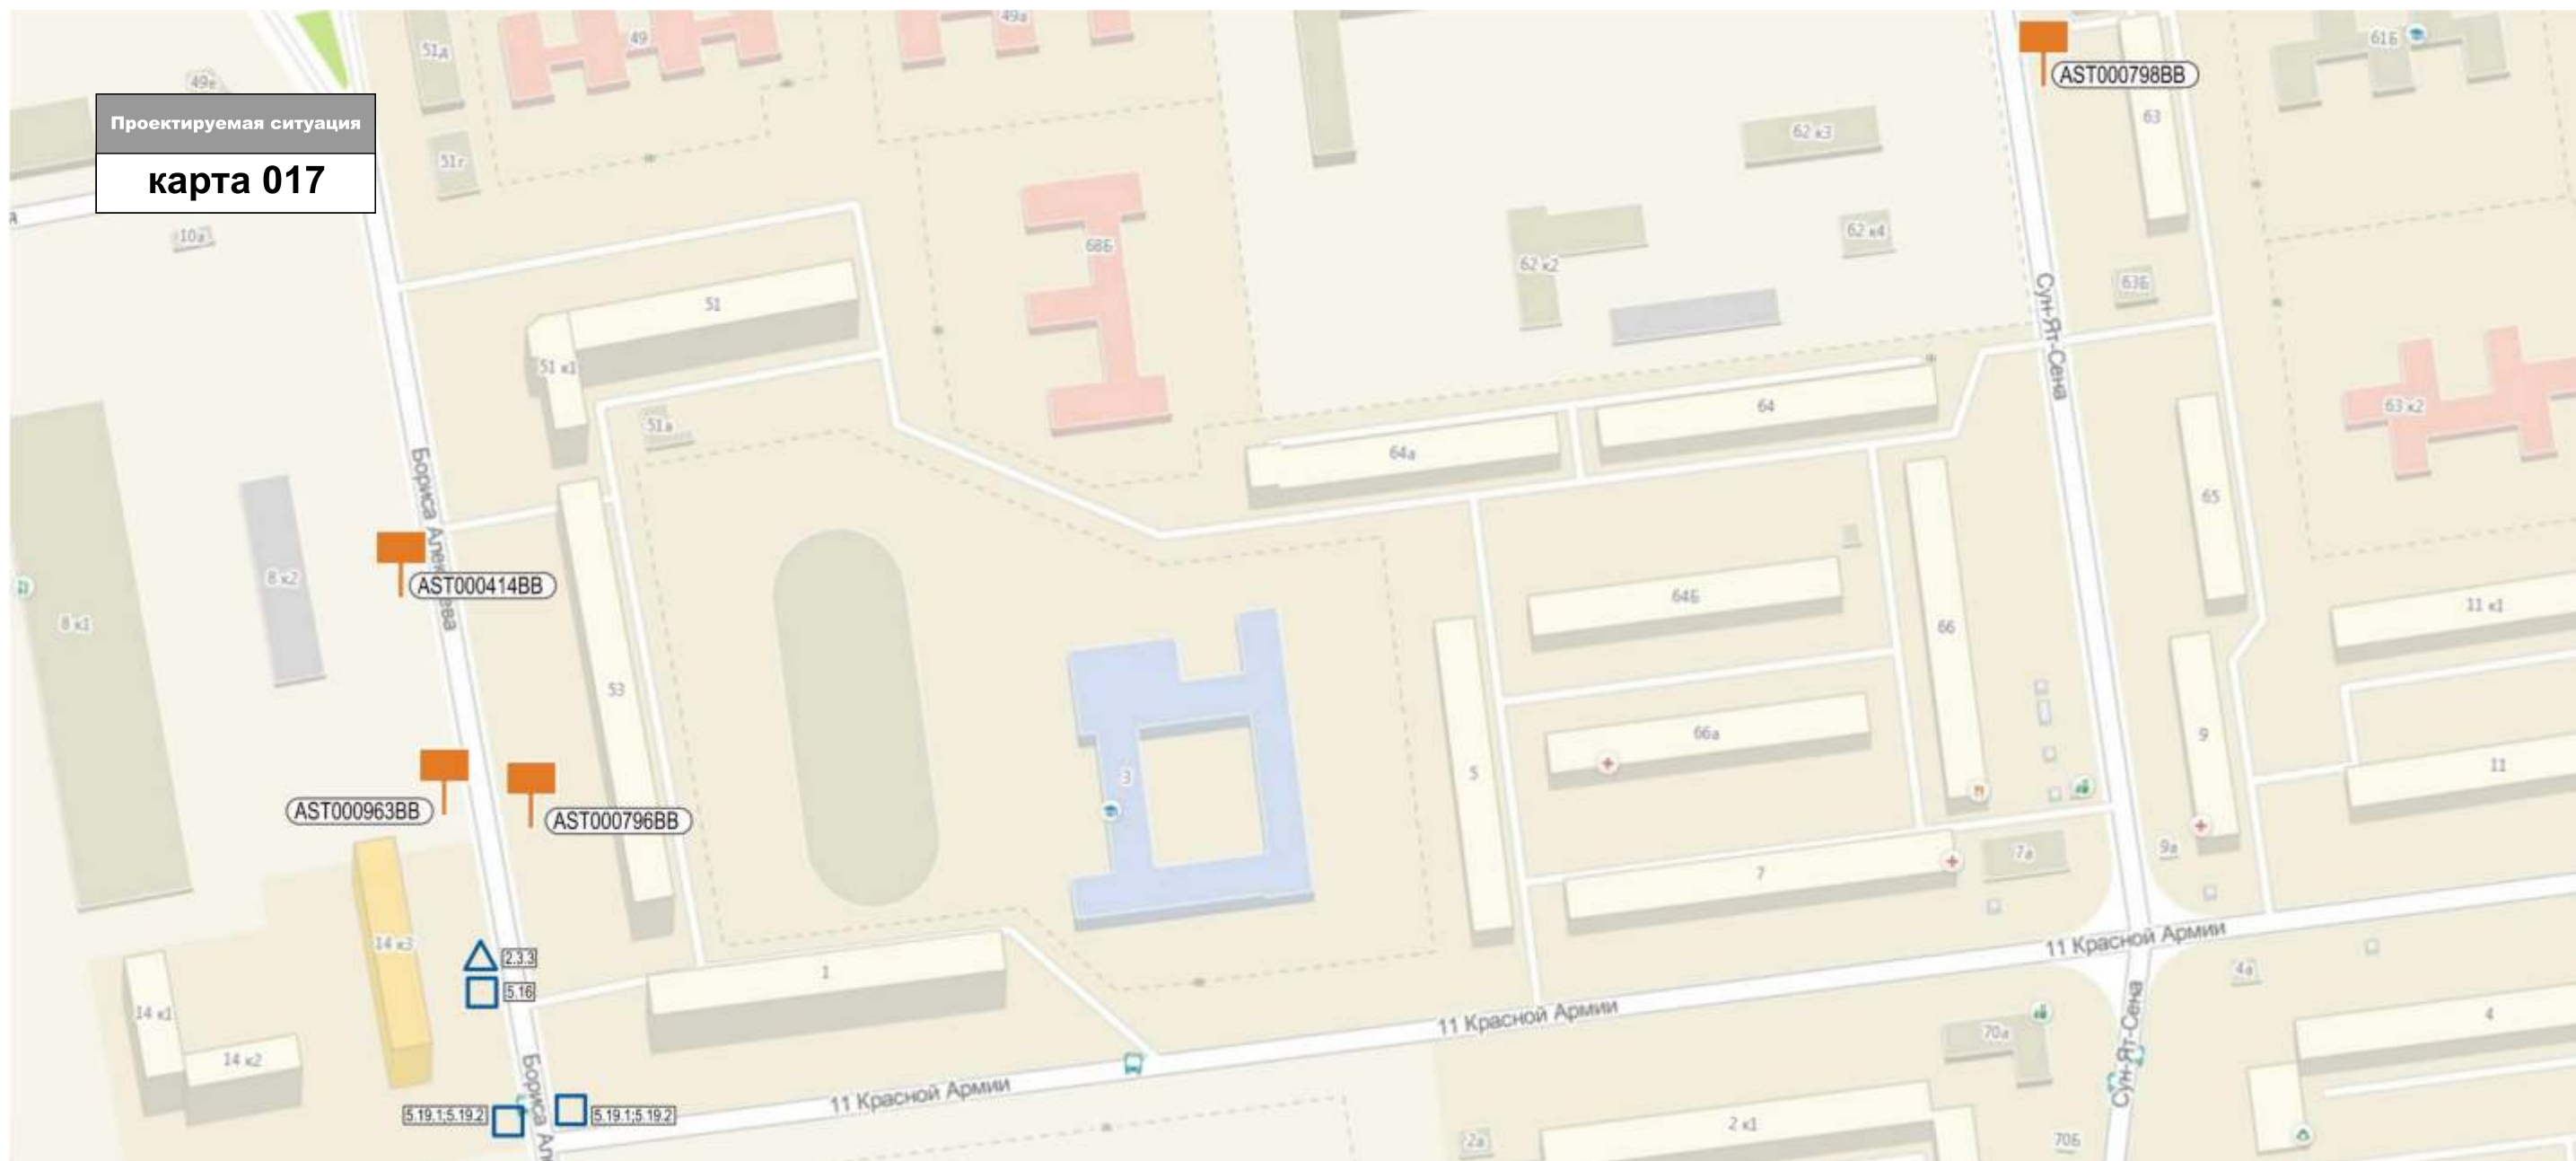 Проектируемая ситуация
карта 017
49е
51д
49
49а
AST000798BB
61Б
63
51г
62 к3
10а
68Б
62 к4
62 к2
63Б
Сун-Ят-Сена
51
51 к1
51а
64а
64
63 к2
65
Бориса Алексеева
AST000414BB
8 к2
8 к1
64Б
66
11 к1
53
66а
9
3
5
11
AST000963BB
AST000796BB
7
7а
9а
14 к3
2.3.3
5.16
1
14 к1
14 к2
11 Красной Армии
4а
11 Красной Армии
70а
4
Сун-Ят-Сена
11 Красной Армии
5.19.1;5.19.2
5.19.1;5.19.2
Бориса Але
2а
2 к1
70Б